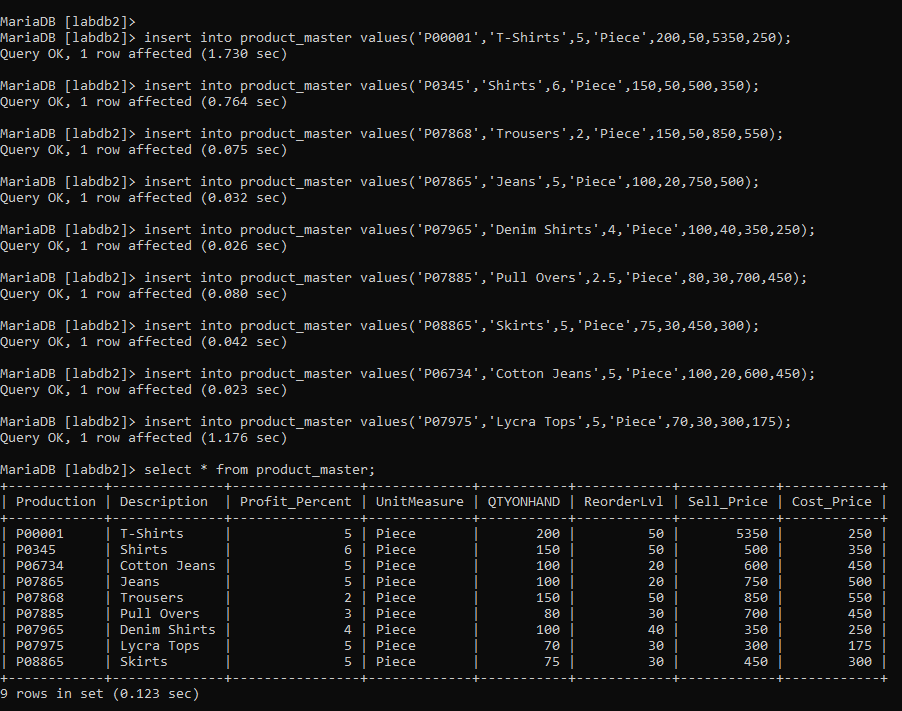 MariaDB [labdb2]>
MariaDB [labdb2]> insert into product_master values('P00001','T-Shirts',5,'Piece',200,50,5350,250);
Query OK, 1 row affected (1.730 sec)
MariaDB [labdb2]> insert into product_master values('P0345','Shirts',6,'Piece',150,50,500,350);
Query OK, 1 row affected (0.764 sec)
MariaDB [labdb2]> insert into product_master values('P07868','Trousers',2,'Piece',150,50,850,550);
Query OK, 1 row affected (0.075 sec)
MariaDB [labdb2]> insert into product_master values('P07865','Jeans',5,'Piece',100,20,750,500);
Query OK, 1 row affected (0.032 sec)
MariaDB [labdb2]> insert into product_master values('P07965','Denim Shirts',4,'Piece',100,40,350,250);
Query OK, 1 row affected (0.026 sec)
MariaDB [labdb2]> insert into product_master values('P07885','Pull Overs',2.5,'Piece',80,30,700,450);
Query OK, 1 row affected (0.080 sec)
MariaDB [labdb2]> insert into product_master values('P08865','Skirts',5,'Piece',75,30,450,300);
Query OK, 1 row affected (0.042 sec)
MariaDB [labdb2]> insert into product_master values('P06734','Cotton Jeans',5,'Piece',100,20,600,450);
Query OK, 1 row affected (0.023 sec)
MariaDB [labdb2]> insert into product_master values('P07975','Lycra Tops',5,'Piece',70,30,300,175);
Query OK, 1 row affected (1.176 sec)
MariaDB [labdb2]> select * from product_master;
+------------+--------------+----------------+-------------+-----------+------------+------------+------------+
| Production | Description  | Profit_Percent | UnitMeasure | QTYONHAND | ReorderLvl | Sell_Price | Cost_Price |
+------------+--------------+----------------+-------------+-----------+------------+------------+------------+
| P00001     | T-Shirts     |              5 | Piece       |       200 |         50 |       5350 |        250 |
| P0345      | Shirts       |              6 | Piece       |       150 |         50 |        500 |        350 |
| P06734     | Cotton Jeans |              5 | Piece       |       100 |         20 |        600 |        450 |
| P07865     | Jeans        |              5 | Piece       |       100 |         20 |        750 |        500 |
| P07868     | Trousers     |              2 | Piece       |       150 |         50 |        850 |        550 |
| P07885     | Pull Overs   |              3 | Piece       |        80 |         30 |        700 |        450 |
| P07965     | Denim Shirts |              4 | Piece       |       100 |         40 |        350 |        250 |
| P07975     | Lycra Tops   |              5 | Piece       |        70 |         30 |        300 |        175 |
| P08865     | Skirts       |              5 | Piece       |        75 |         30 |        450 |        300 |
+------------+--------------+----------------+-------------+-----------+------------+------------+------------+
9 rows in set (0.123 sec)